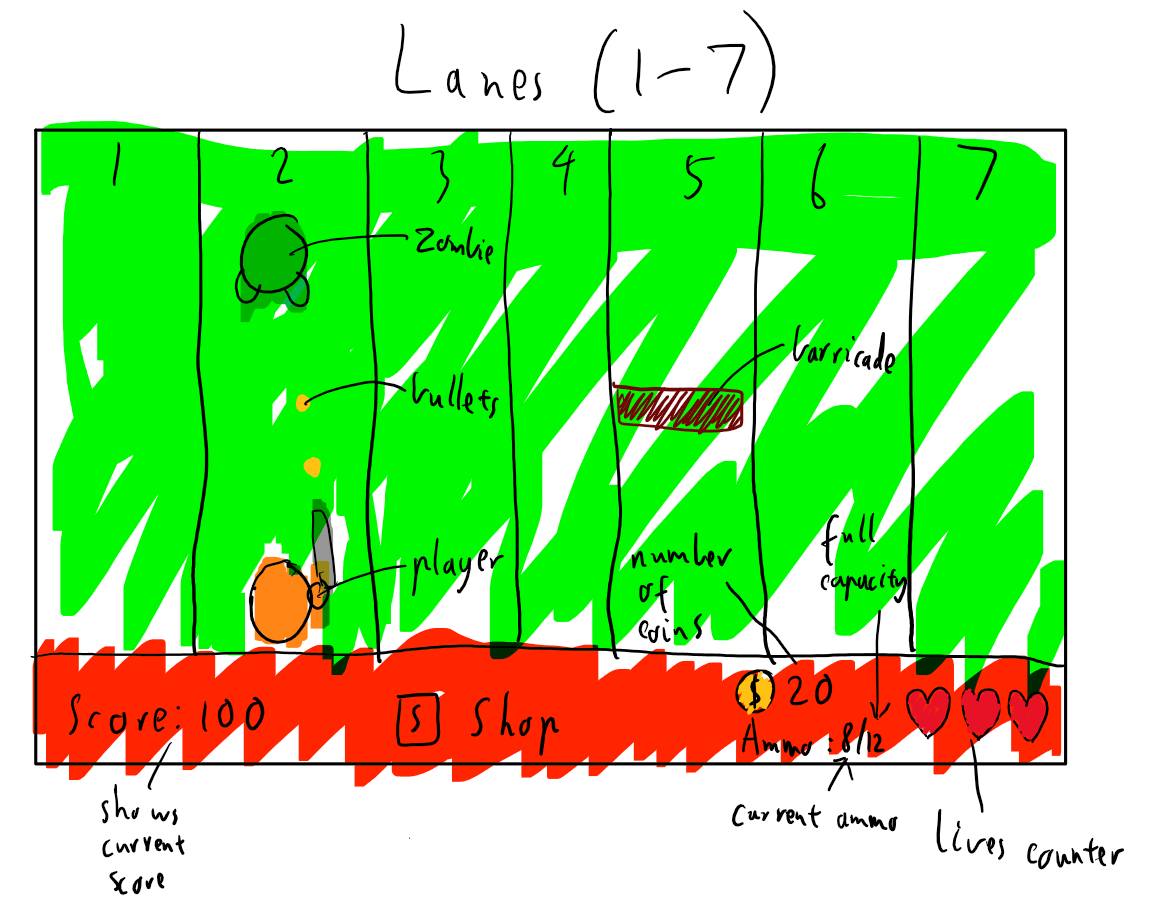 Lanes (1-7)
1 2 3 4 5 6 7
Zombie
barricade
bullets
player
number
of
coins
full
capacity
Score: 100
S Shop
$ 20
Ammo: 8/12
shows
current
score
current ammo
Lives counter